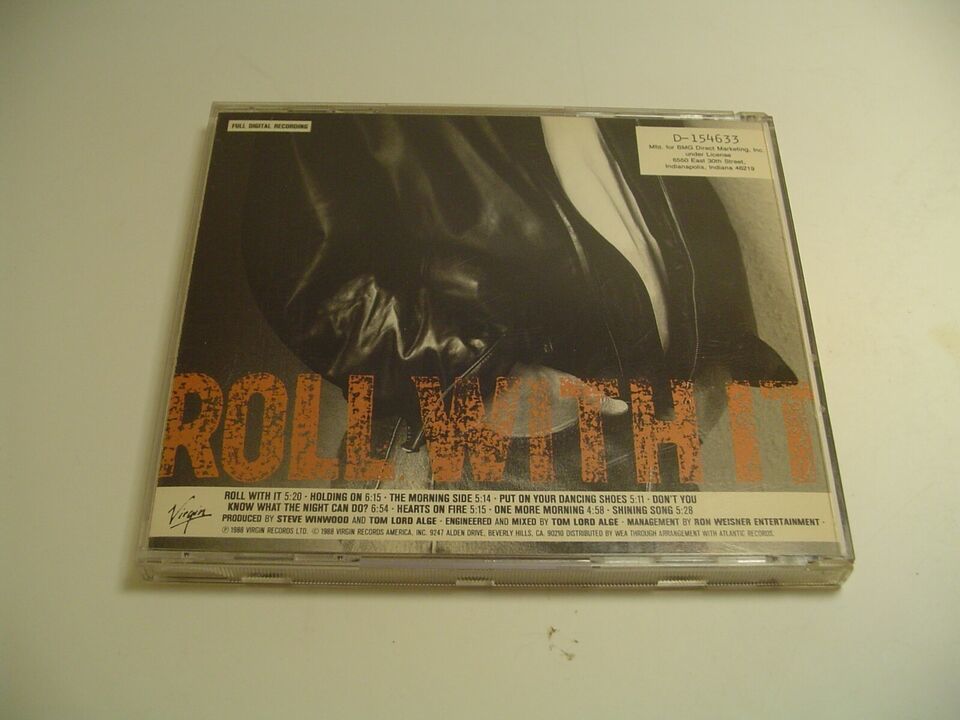 FULL DIGITAL RECORDING
D-154633
Mfd. for BMG Direct Marketing, Inc.
under License
6550 East 30th Street,
Indianapolis, Indiana 46219
ROLL WITH IT
Virgin
ROLL WITH IT 5:20 · HOLDING ON 6:15 · THE MORNING SIDE 5:14 · PUT ON YOUR DANCING SHOES 5:11 · DON'T YOU
KNOW WHAT THE NIGHT CAN DO? 6:54 · HEARTS ON FIRE 5:15 · ONE MORE MORNING 4:58 · SHINING SONG 5:28
PRODUCED BY STEVE WINWOOD AND TOM LORD ALGE · ENGINEERED AND MIXED BY TOM LORD ALGE · MANAGEMENT BY RON WEISNER ENTERTAINMENT ·
℗ 1988 VIRGIN RECORDS LTD. © 1988 VIRGIN RECORDS AMERICA, INC. 9247 ALDEN DRIVE, BEVERLY HILLS, CA. 90210 DISTRIBUTED BY WEA THROUGH ARRANGEMENT WITH ATLANTIC RECORDS.